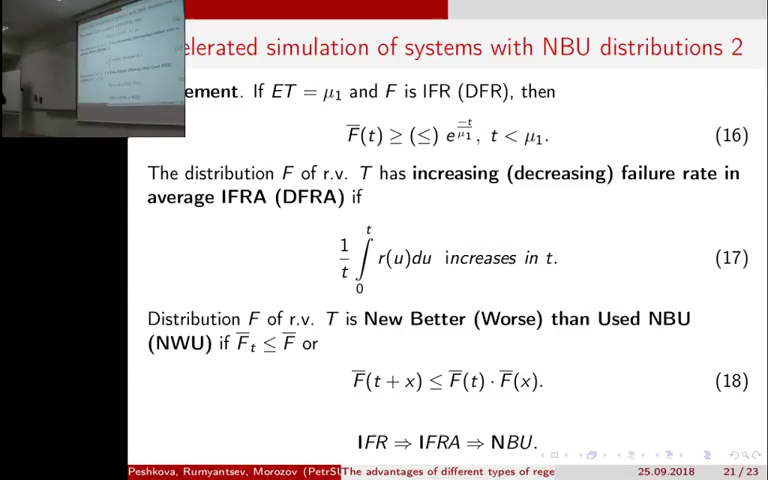 elerated simulation of systems with NBU distributions 2
ement. If ET = μ₁ and F is IFR (DFR), then
F̅(t) ≥ (≤) e^{\frac{-t}{μ₁}}, t < μ₁. (16)
The distribution F of r.v. T has increasing (decreasing) failure rate in
average IFRA (DFRA) if
\frac{1}{t} ∫₀ᵗ r(u)du increases in t. (17)
Distribution F of r.v. T is New Better (Worse) than Used NBU
(NWU) if F̅ₜ ≤ F̅ or
F̅(t + x) ≤ F̅(t) · F̅(x). (18)
IFR ⇒ IFRA ⇒ NBU.
Peshkova, Rumyantsev, Morozov (PetrSU The advantages of different types of rege 25.09.2018 21 / 23